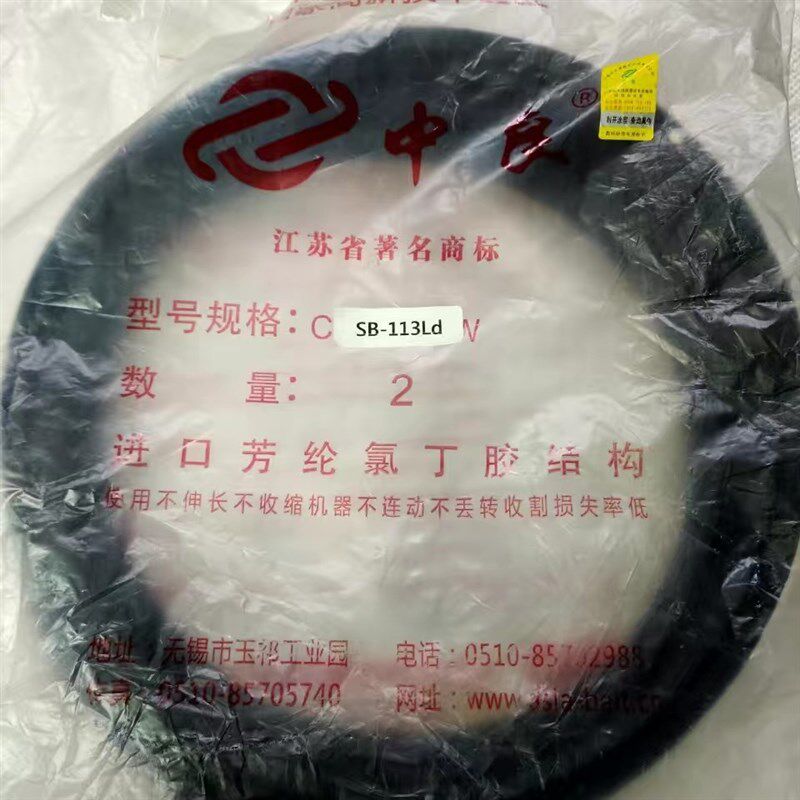 中良®
江苏省著名商标
型号规格：C SB-113Ld W
数 量： 2
进口芳纶氯丁胶结构
使用不伸长不收缩机器不连动不丢转收割损失率低
地址：无锡市玉祁工业园 电话：0510-85702988
传真：0510-85705740 网址：www